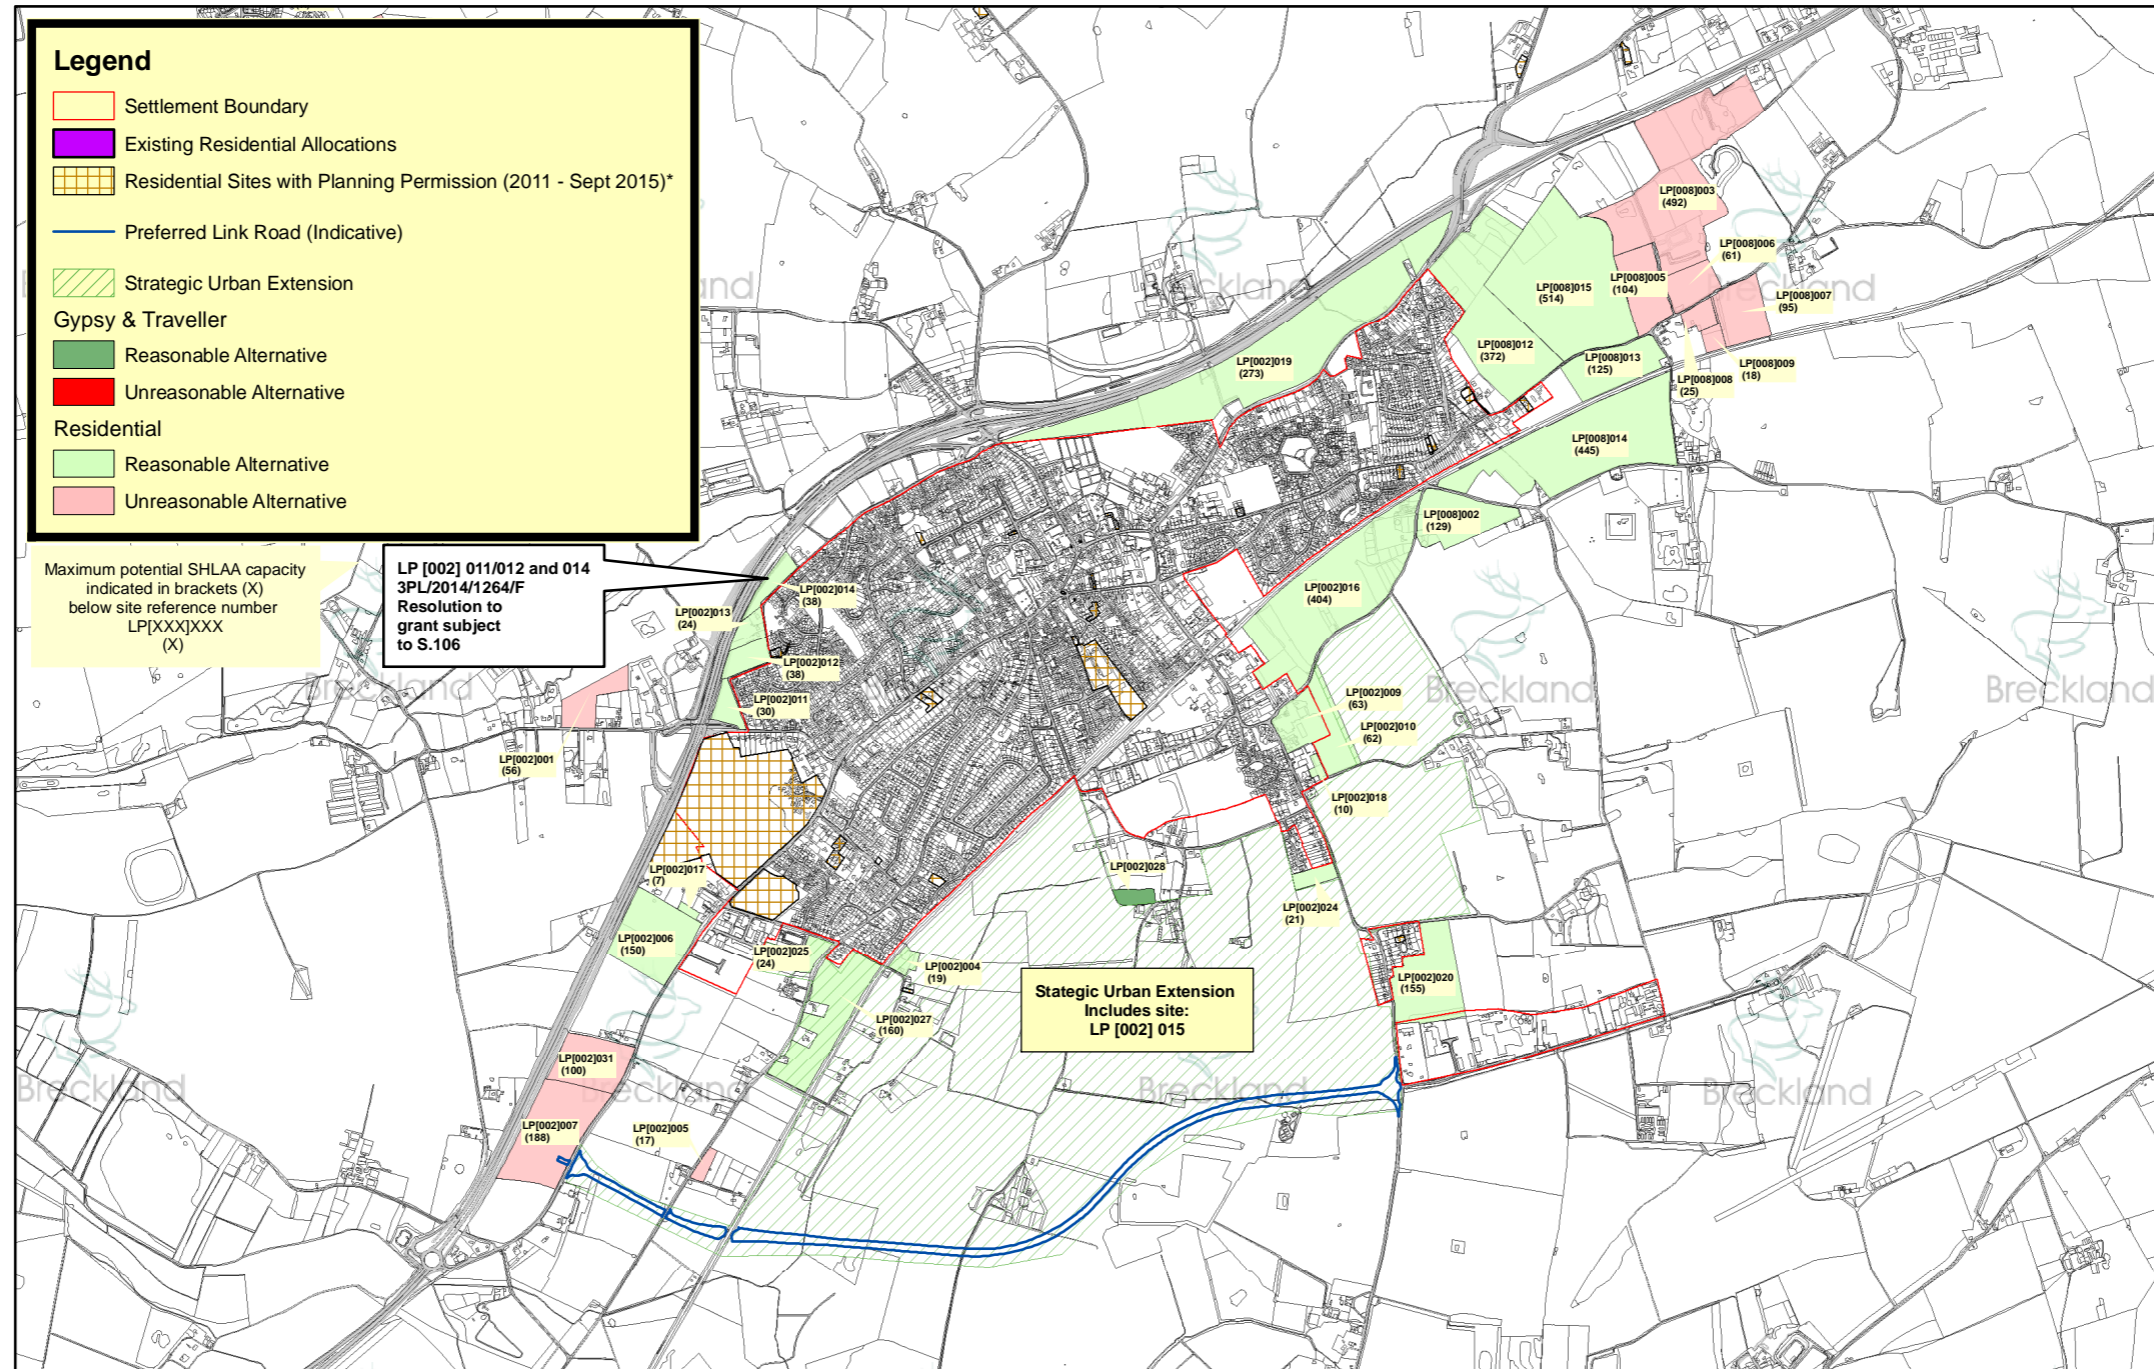 Legend
Settlement Boundary
Existing Residential Allocations
Residential Sites with Planning Permission (2011 - Sept 2015)*
Preferred Link Road (Indicative)
Strategic Urban Extension
Gypsy & Traveller
Reasonable Alternative
Unreasonable Alternative
Residential
Reasonable Alternative
Unreasonable Alternative
Maximum potential SHLAA capacity
indicated in brackets (X)
below site reference number
LP[XXX]XXX
(X)
LP [002] 011/012 and 014
3PL/2014/1264/F
Resolution to
grant subject
to S.106
LP[008]003
(492)
LP[008]006
(61)
LP[008]005
(104)
LP[008]015
(514)
LP[008]007
(95)
LP[008]012
(372)
LP[008]013
(125)
LP[008]009
(18)
LP[008]008
(25)
LP[002]019
(273)
LP[008]014
(445)
LP[008]002
(129)
LP[002]014
(38)
LP[002]013
(24)
LP[002]016
(404)
LP[002]012
(38)
LP[002]011
(30)
LP[002]009
(63)
LP[002]010
(62)
LP[002]001
(56)
LP[002]018
(10)
LP[002]017
(7)
LP[002]028
LP[002]024
(21)
LP[002]006
(150)
LP[002]025
(24)
LP[002]004
(19)
LP[002]020
(155)
LP[002]027
(160)
Stategic Urban Extension
Includes site:
LP [002] 015
LP[002]031
(100)
LP[002]007
(188)
LP[002]005
(17)
Breckland
Breckland
Breckland
Breckland
Breckland
Breckland
Breckland
Breckland
Breckland